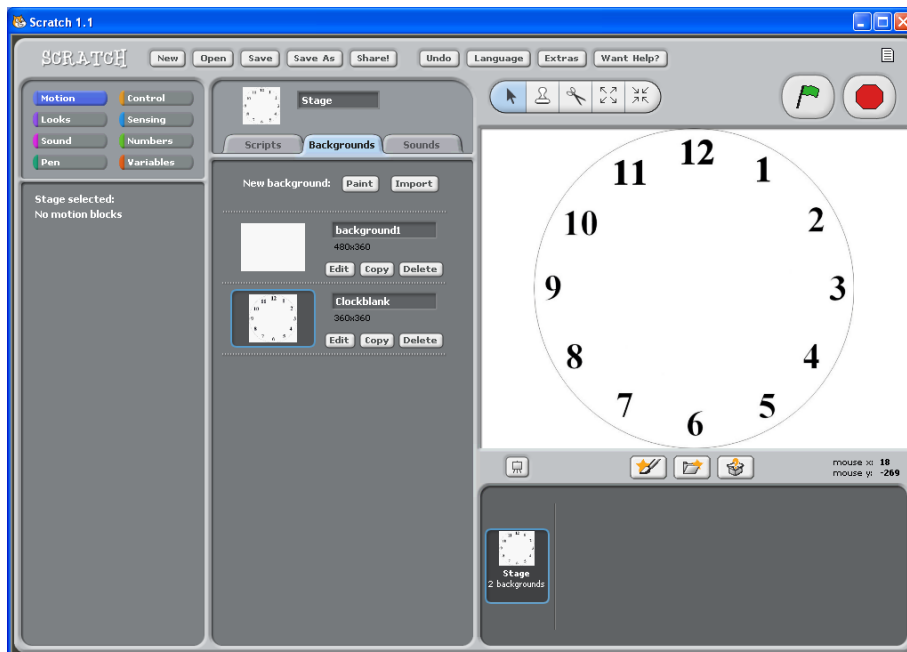 Scratch 1.1
SCRATCH New Open Save Save As Share! Undo Language Extras Want Help?
Motion Control
Looks Sensing
Sound Numbers
Pen Variables
Stage selected:
No motion blocks
Stage
Scripts Backgrounds Sounds
New background: Paint Import
background1
480x360
Edit Copy Delete
Clockblank
360x360
Edit Copy Delete
12
11 1
10 2
9 3
8 4
7 5
6
mouse x: 18
mouse y: -269
Stage
2 backgrounds